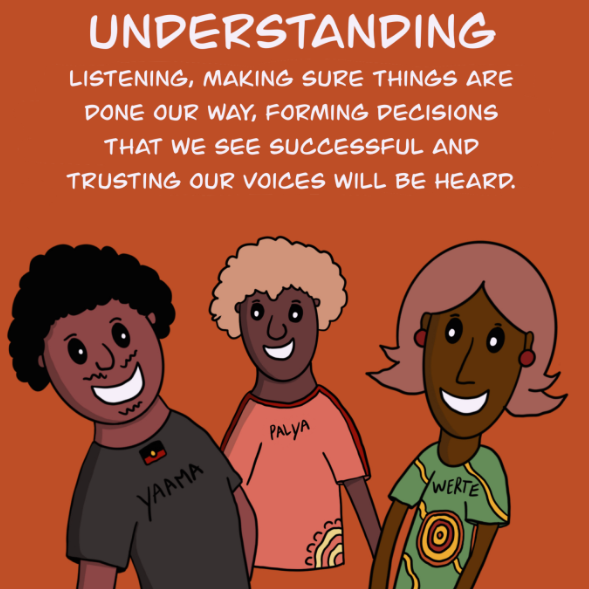 UNDERSTANDING
LISTENING, MAKING SURE THINGS ARE
DONE OUR WAY, FORMING DECISIONS
THAT WE SEE SUCCESSFUL AND
TRUSTING OUR VOICES WILL BE HEARD.
YAAMA
PALYA
WERTE